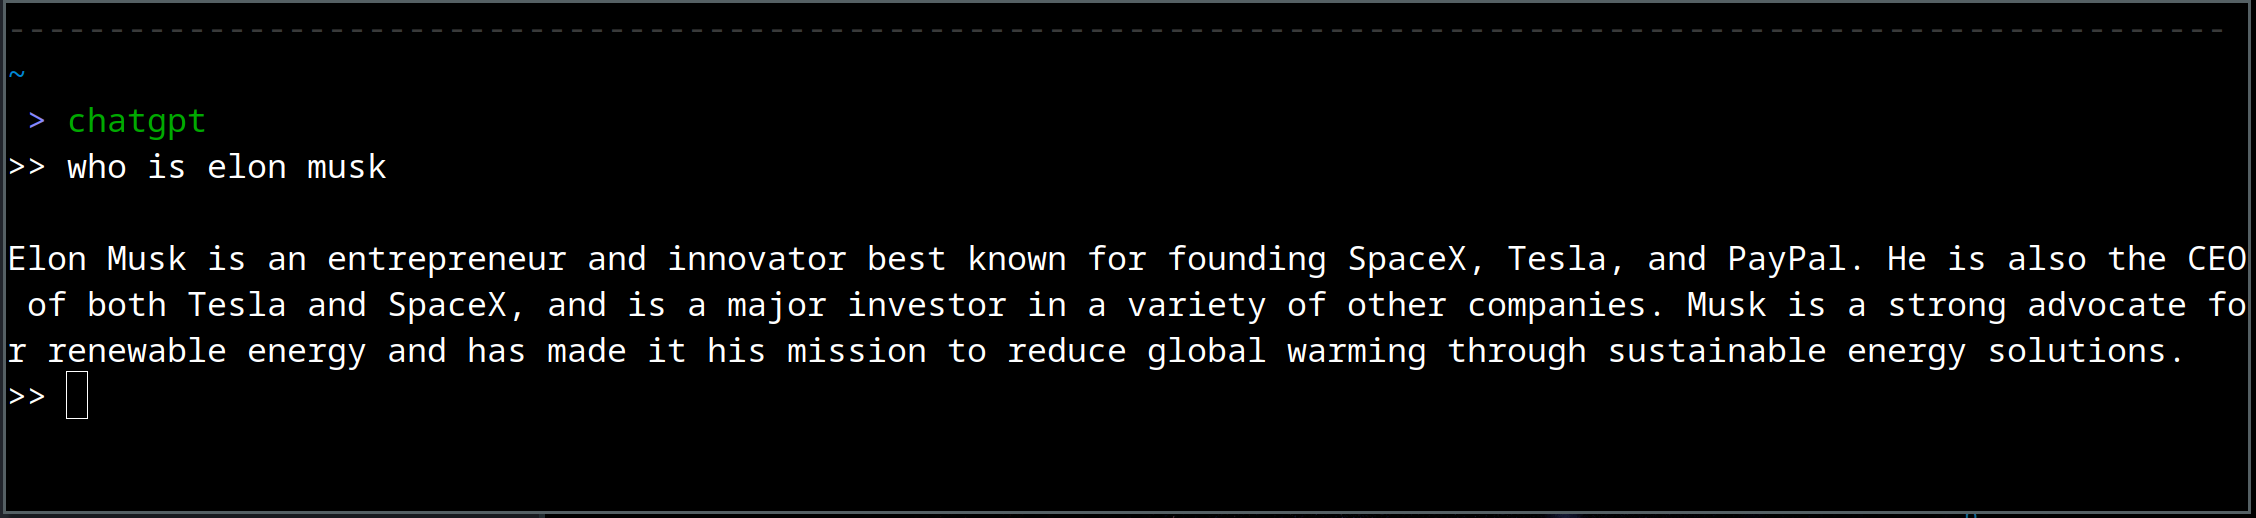 --------------------------------------------------------------------------------------------------------------- 
~
 > chatgpt
>> who is elon musk

Elon Musk is an entrepreneur and innovator best known for founding SpaceX, Tesla, and PayPal. He is also the CEO
 of both Tesla and SpaceX, and is a major investor in a variety of other companies. Musk is a strong advocate fo
r renewable energy and has made it his mission to reduce global warming through sustainable energy solutions.
>>